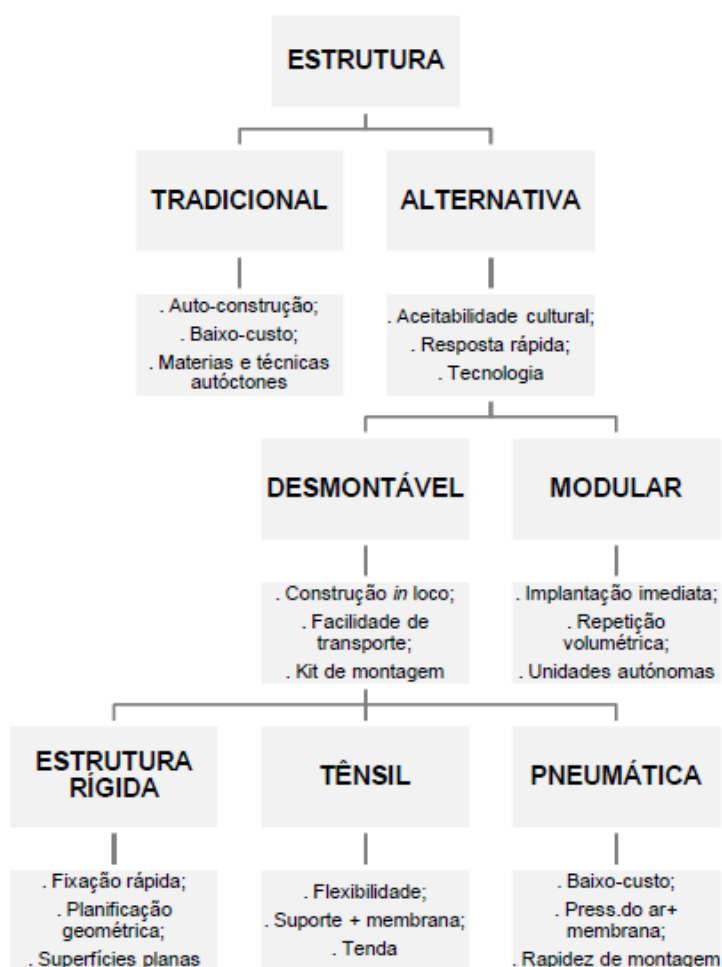 ESTRUTURA
TRADICIONAL
ALTERNATIVA
. Auto-construção;
. Baixo-custo;
. Materias e técnicas
autóctones
. Aceitabilidade cultural;
. Resposta rápida;
. Tecnologia
DESMONTÁVEL
MODULAR
. Construção in loco;
. Facilidade de
transporte;
. Kit de montagem
. Implantação imediata;
. Repetição
volumétrica;
. Unidades autónomas
ESTRUTURA
RÍGIDA
TÊNSIL
PNEUMÁTICA
. Fixação rápida;
. Planificação
geométrica;
. Superfícies planas
. Flexibilidade;
. Suporte + membrana;
. Tenda
. Baixo-custo;
. Press.do ar+
membrana;
. Rapidez de montagem